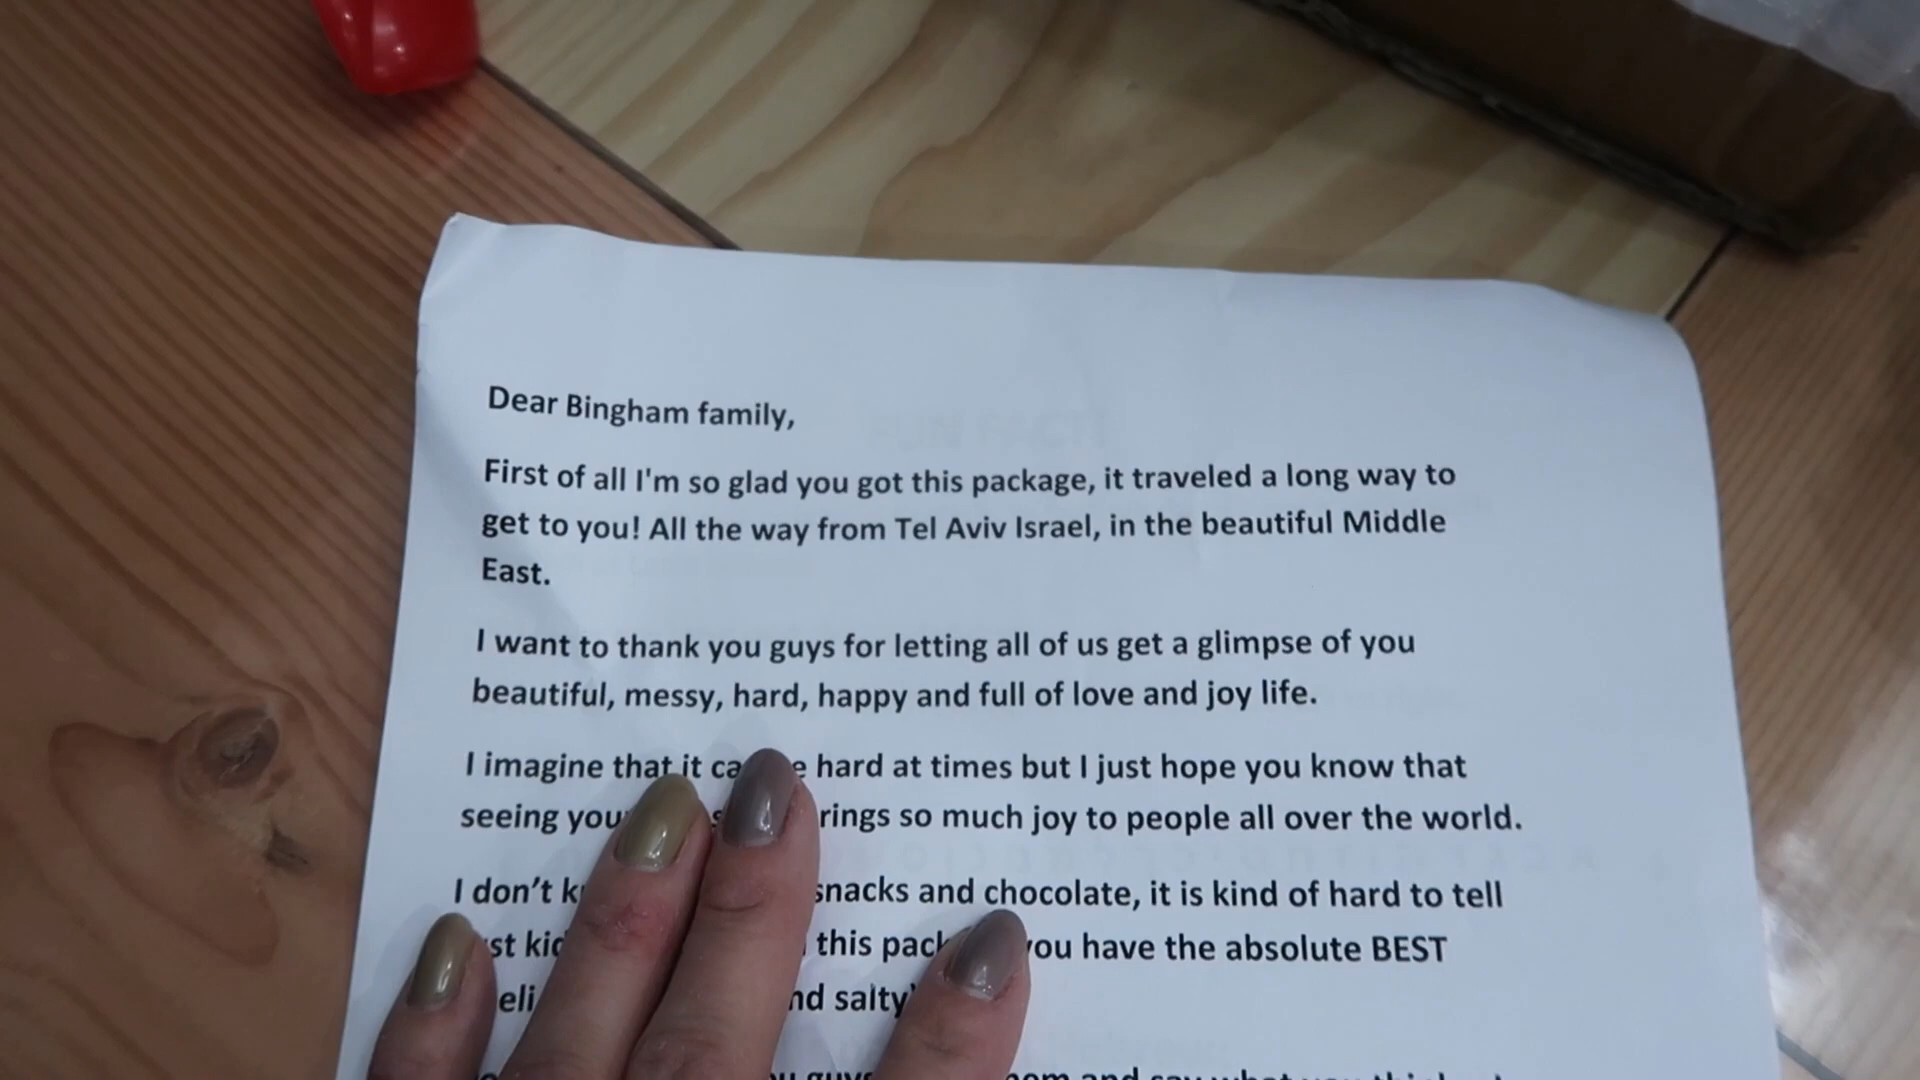 Dear Bingham family,
First of all I'm so glad you got this package, it traveled a long way to
get to you! All the way from Tel Aviv Israel, in the beautiful Middle
East.
I want to thank you guys for letting all of us get a glimpse of you
beautiful, messy, hard, happy and full of love and joy life.
I imagine that it hard at times but I just hope you know that
seeing so much joy to people all over the world.
I don't snacks and chocolate, it is kind of hard to tell
this you have the absolute BEST
salty